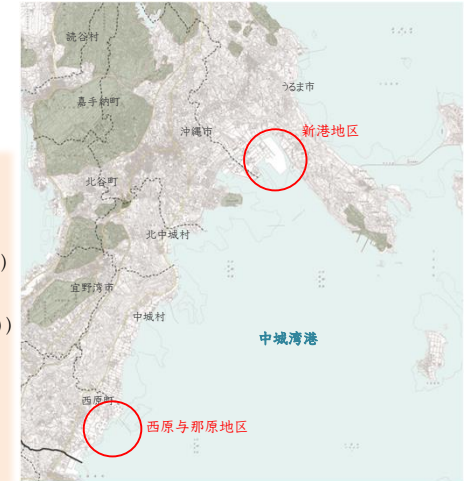 読谷村
うるま市
嘉手納町
沖縄市
新港地区
北谷町
北中城村
)
宜野湾市
中城村
))
中城湾港
西原町
西原与那原地区